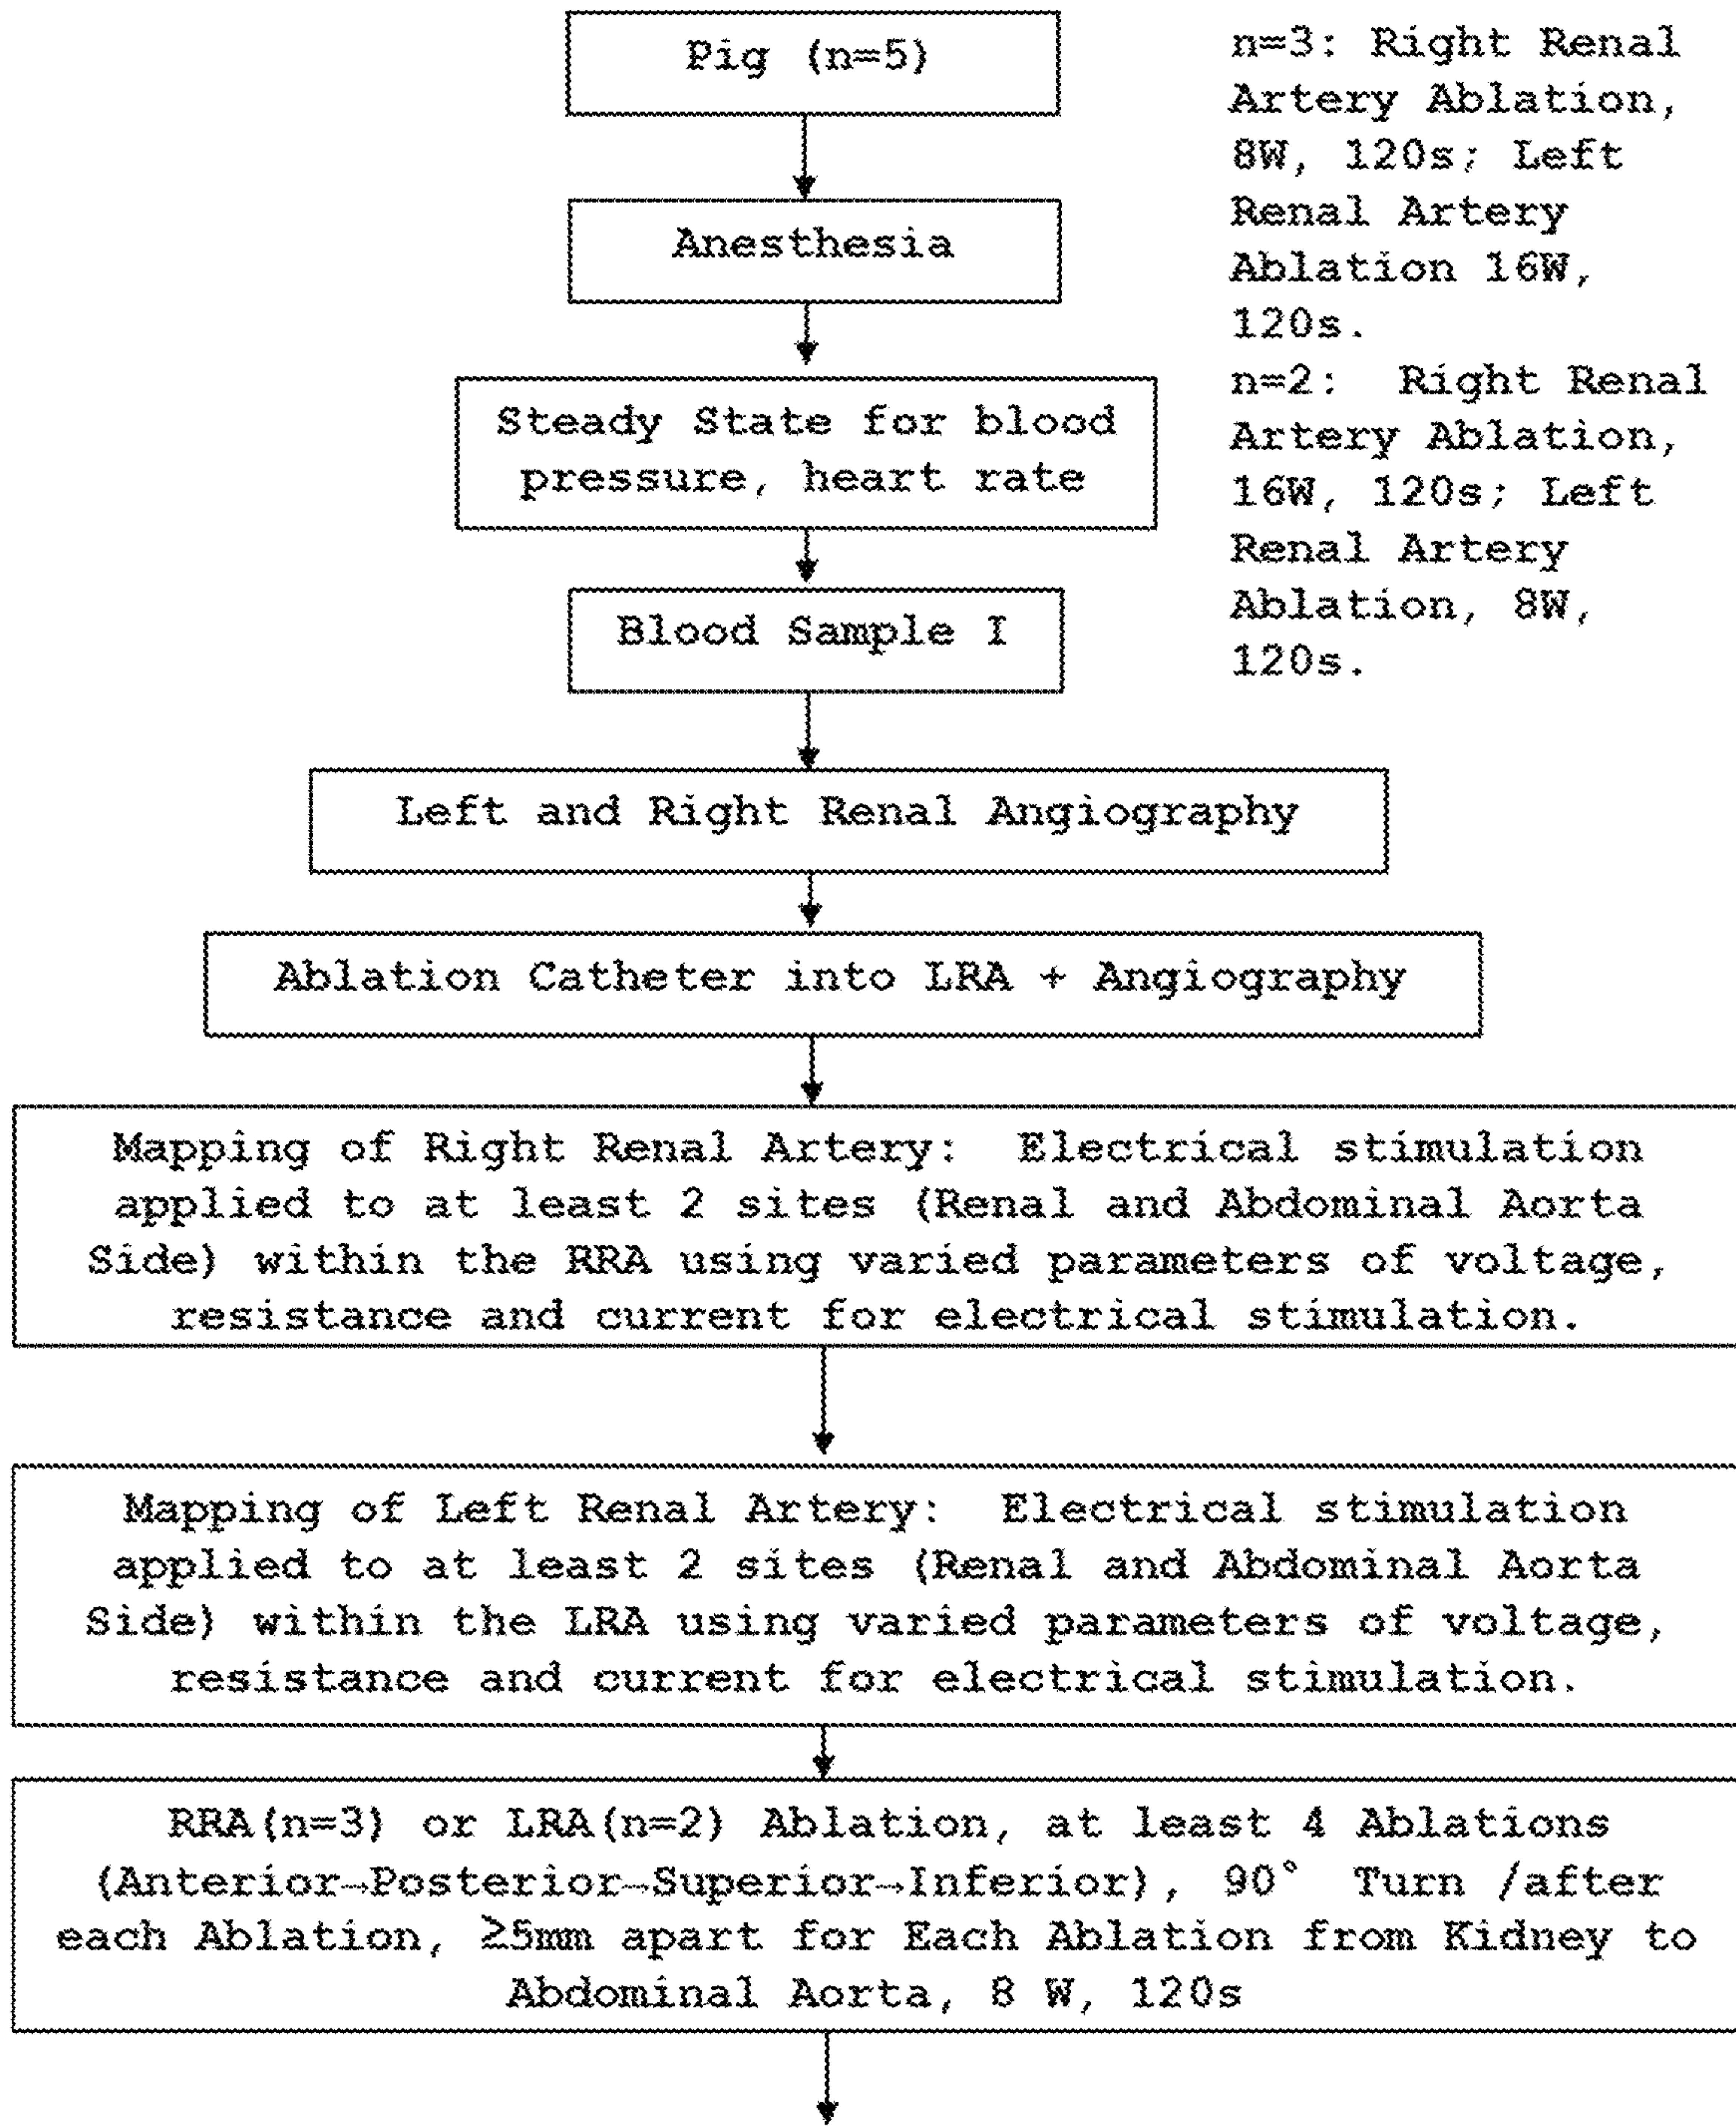 Pig (n=5)
n=3: Right Renal
Artery Ablation,
8W, 120s; Left
Renal Artery
Ablation 16W,
120s.
n=2: Right Renal
Artery Ablation,
16W, 120s; Left
Renal Artery
Ablation, 8W,
120s.
Anesthesia
Steady State for blood
pressure, heart rate
Blood Sample I
Left and Right Renal Angiography
Ablation Catheter into LRA + Angiography
Mapping of Right Renal Artery: Electrical stimulation
applied to at least 2 sites (Renal and Abdominal Aorta
Side) within the RRA using varied parameters of voltage,
resistance and current for electrical stimulation.
Mapping of Left Renal Artery: Electrical stimulation
applied to at least 2 sites (Renal and Abdominal Aorta
Side) within the LRA using varied parameters of voltage,
resistance and current for electrical stimulation.
RRA(n=3) or LRA(n=2) Ablation, at least 4 Ablations
(Anterior→Posterior→Superior→Inferior), 90° Turn /after
each Ablation, ≥5mm apart for Each Ablation from Kidney to
Abdominal Aorta, 8 W, 120s